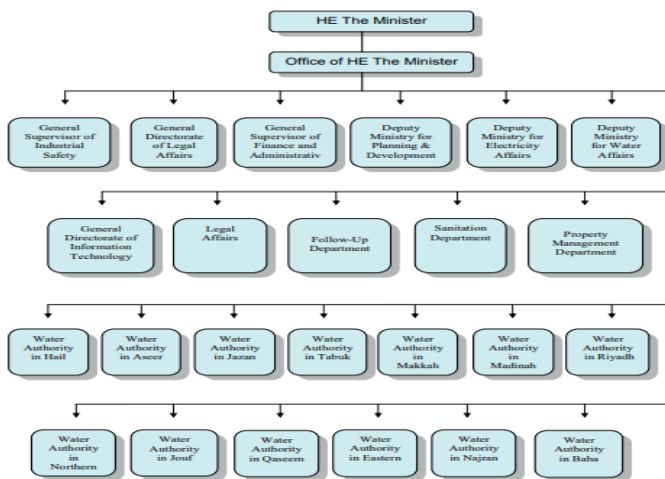 HE The Minister
Office of HE The Minister
General
Supervisor of
Industrial
Safety
General
Directorate
of Legal
Affairs
General
Supervisor of
Finance and
Administrativ
Deputy
Ministry for
Planning &
Development
Deputy
Ministry for
Electricity
Affairs
Deputy
Ministry
for Water
Affairs
General
Directorate of
Information
Technology
Legal
Affairs
Follow-Up
Department
Sanitation
Department
Property
Management
Department
Water
Authority
in Hail
Water
Authority
in Aseer
Water
Authority
in Jazan
Water
Authority
in Tabuk
Water
Authority
in
Makkah
Water
Authority
in
Madinah
Water
Authority
in Riyadh
Water
Authority
in
Northern
Water
Authority
in Jouf
Water
Authority
in Qaseem
Water
Authority
in Eastern
Water
Authority
in Najran
Water
Authority
in Baha